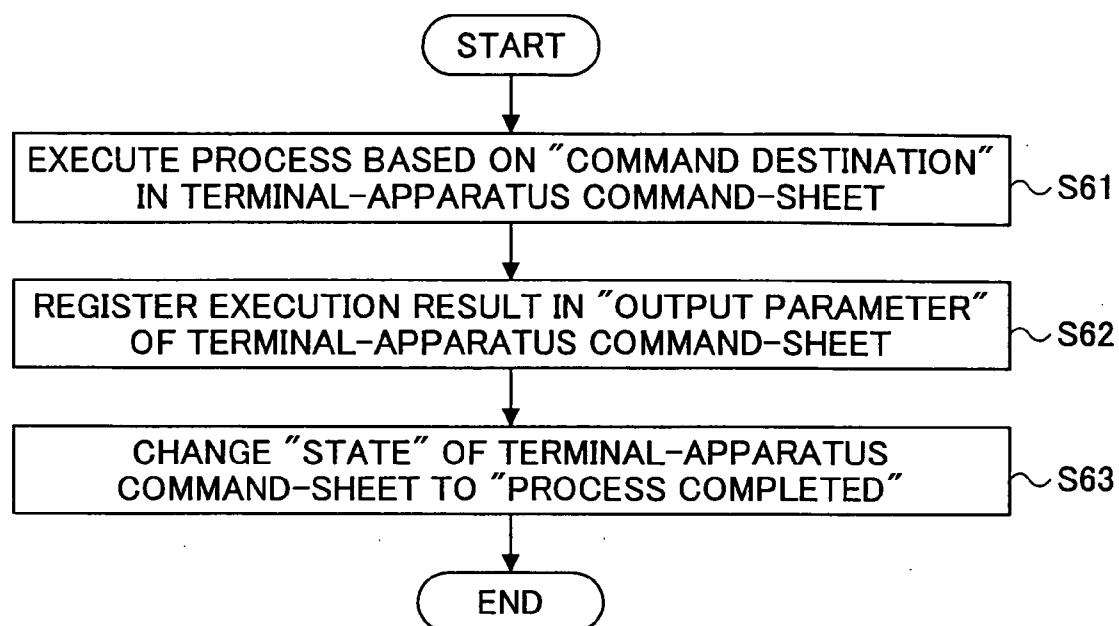 START
EXECUTE PROCESS BASED ON "COMMAND DESTINATION"
IN TERMINAL-APPARATUS COMMAND-SHEET
S61
REGISTER EXECUTION RESULT IN "OUTPUT PARAMETER"
OF TERMINAL-APPARATUS COMMAND-SHEET
S62
CHANGE "STATE" OF TERMINAL-APPARATUS
COMMAND-SHEET TO "PROCESS COMPLETED"
S63
END